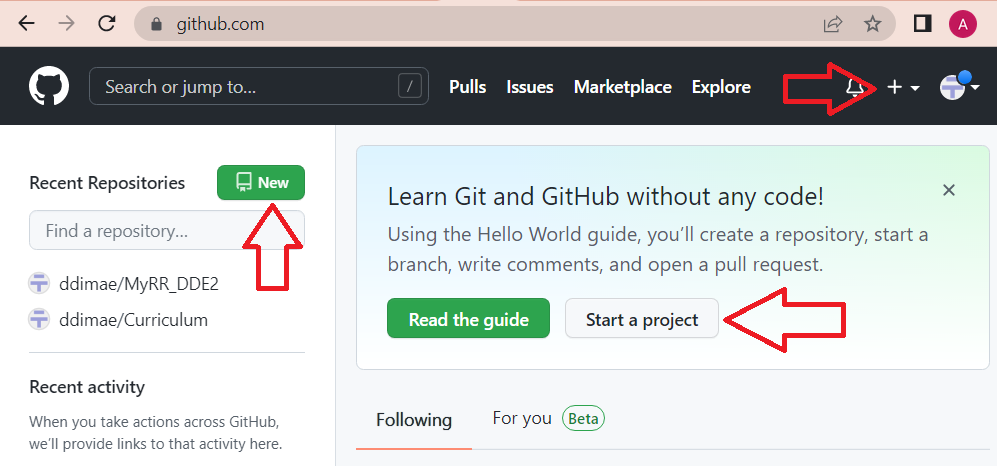 github.com
A
Search or jump to... /
Pulls Issues Marketplace Explore
Recent Repositories
New
Find a repository...
ddimae/MyRR_DDE2
ddimae/Curriculum
Recent activity
When you take actions across GitHub,
we'll provide links to that activity here.
Learn Git and GitHub without any code!
Using the Hello World guide, you'll create a repository, start a
branch, write comments, and open a pull request.
Read the guide Start a project
Following For you Beta